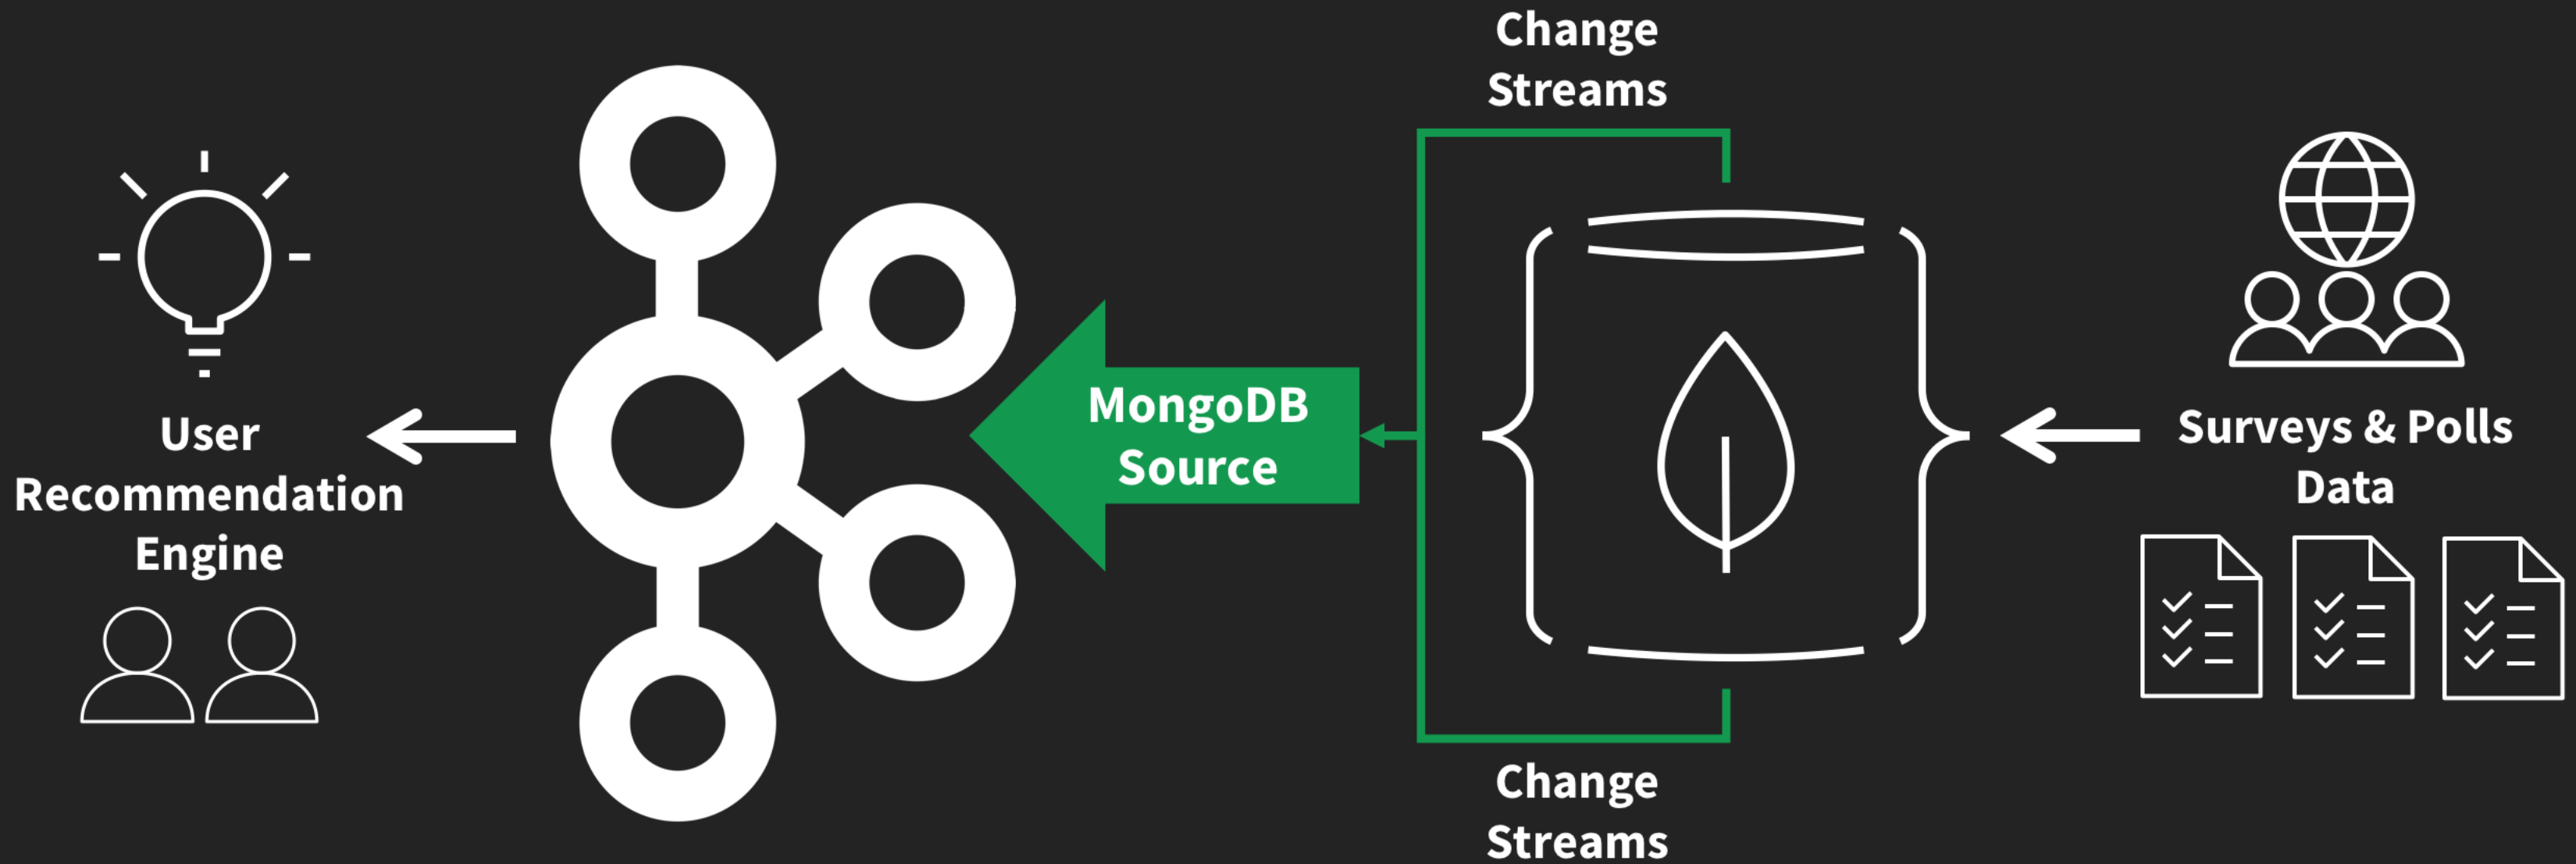 Change
Streams
User
Recommendation
Engine
MongoDB
Source
Surveys & Polls
Data
Change
Streams